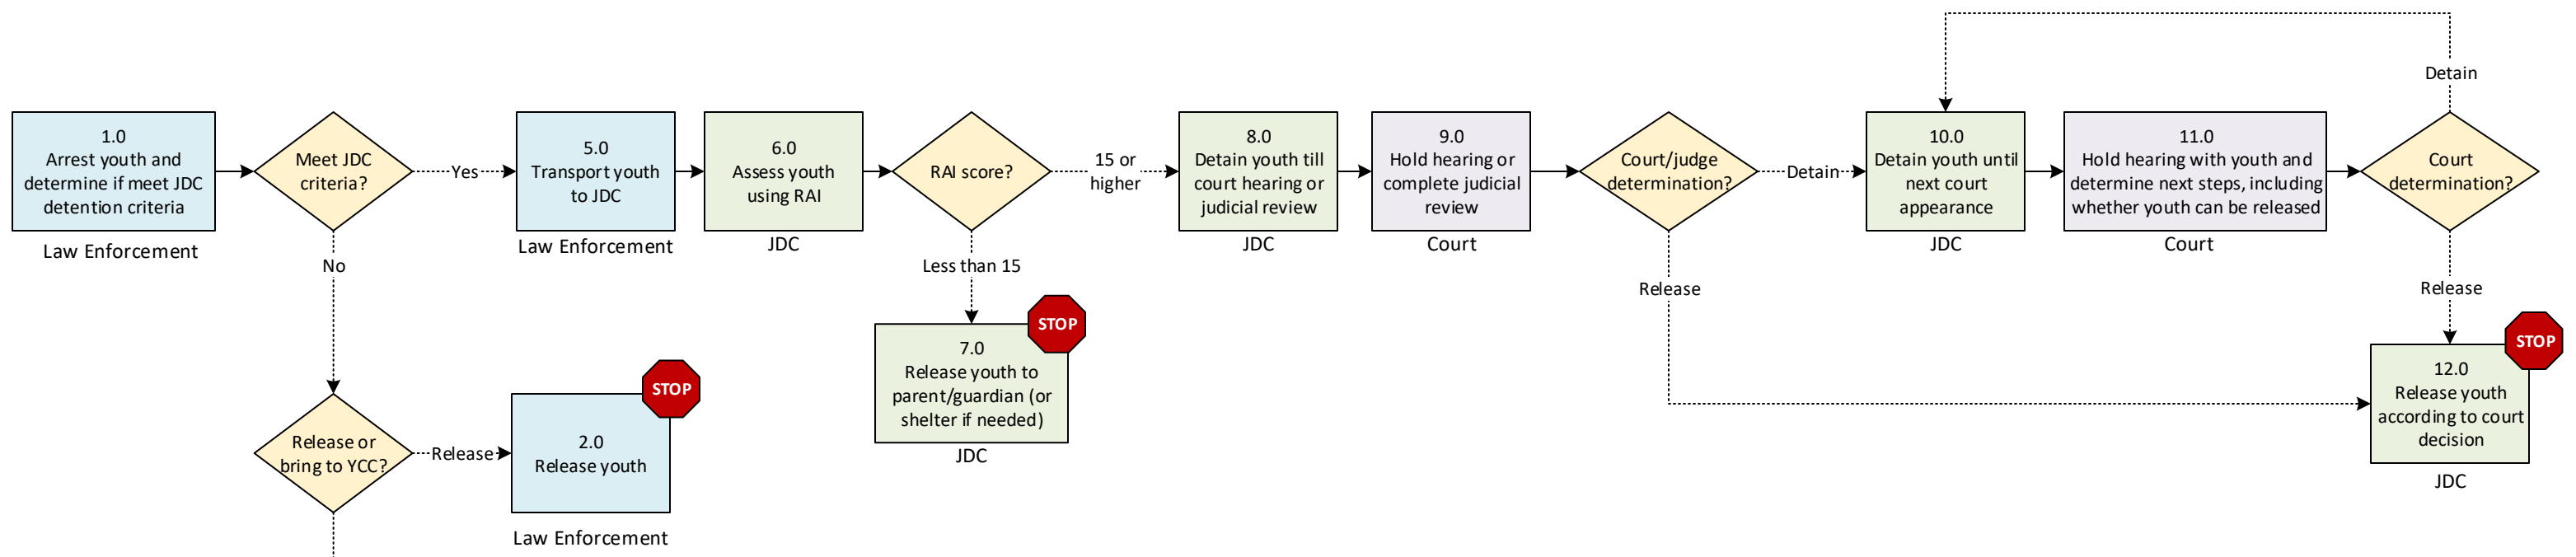 1.0
Arrest youth and
determine if meet JDC
detention criteria
Law Enforcement
Meet JDC
criteria?
Yes
No
5.0
Transport youth
to JDC
Law Enforcement
6.0
Assess youth
using RAI
JDC
RAI score?
15 or
higher
Less than 15
7.0
Release youth to
parent/guardian (or
shelter if needed)
STOP
JDC
8.0
Detain youth till
court hearing or
judicial review
JDC
9.0
Hold hearing or
complete judicial
review
Court
Court/judge
determination?
Detain
Release
10.0
Detain youth until
next court
appearance
JDC
11.0
Hold hearing with youth and
determine next steps, including
whether youth can be released
Court
Court
determination?
Detain
Release
STOP
12.0
Release youth
according to court
decision
JDC
Release or
bring to YCC?
Release
STOP
2.0
Release youth
Law Enforcement